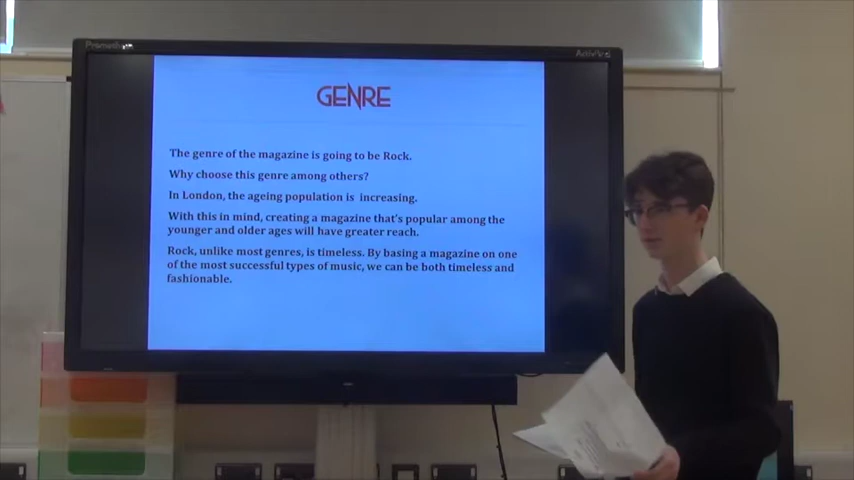 Promethean
ActivPanel
GENRE
The genre of the magazine is going to be Rock.
Why choose this genre among others?
In London, the ageing population is increasing.
With this in mind, creating a magazine that's popular among the
younger and older ages will have greater reach.
Rock, unlike most genres, is timeless. By basing a magazine on one
of the most successful types of music, we can be both timeless and
fashionable.